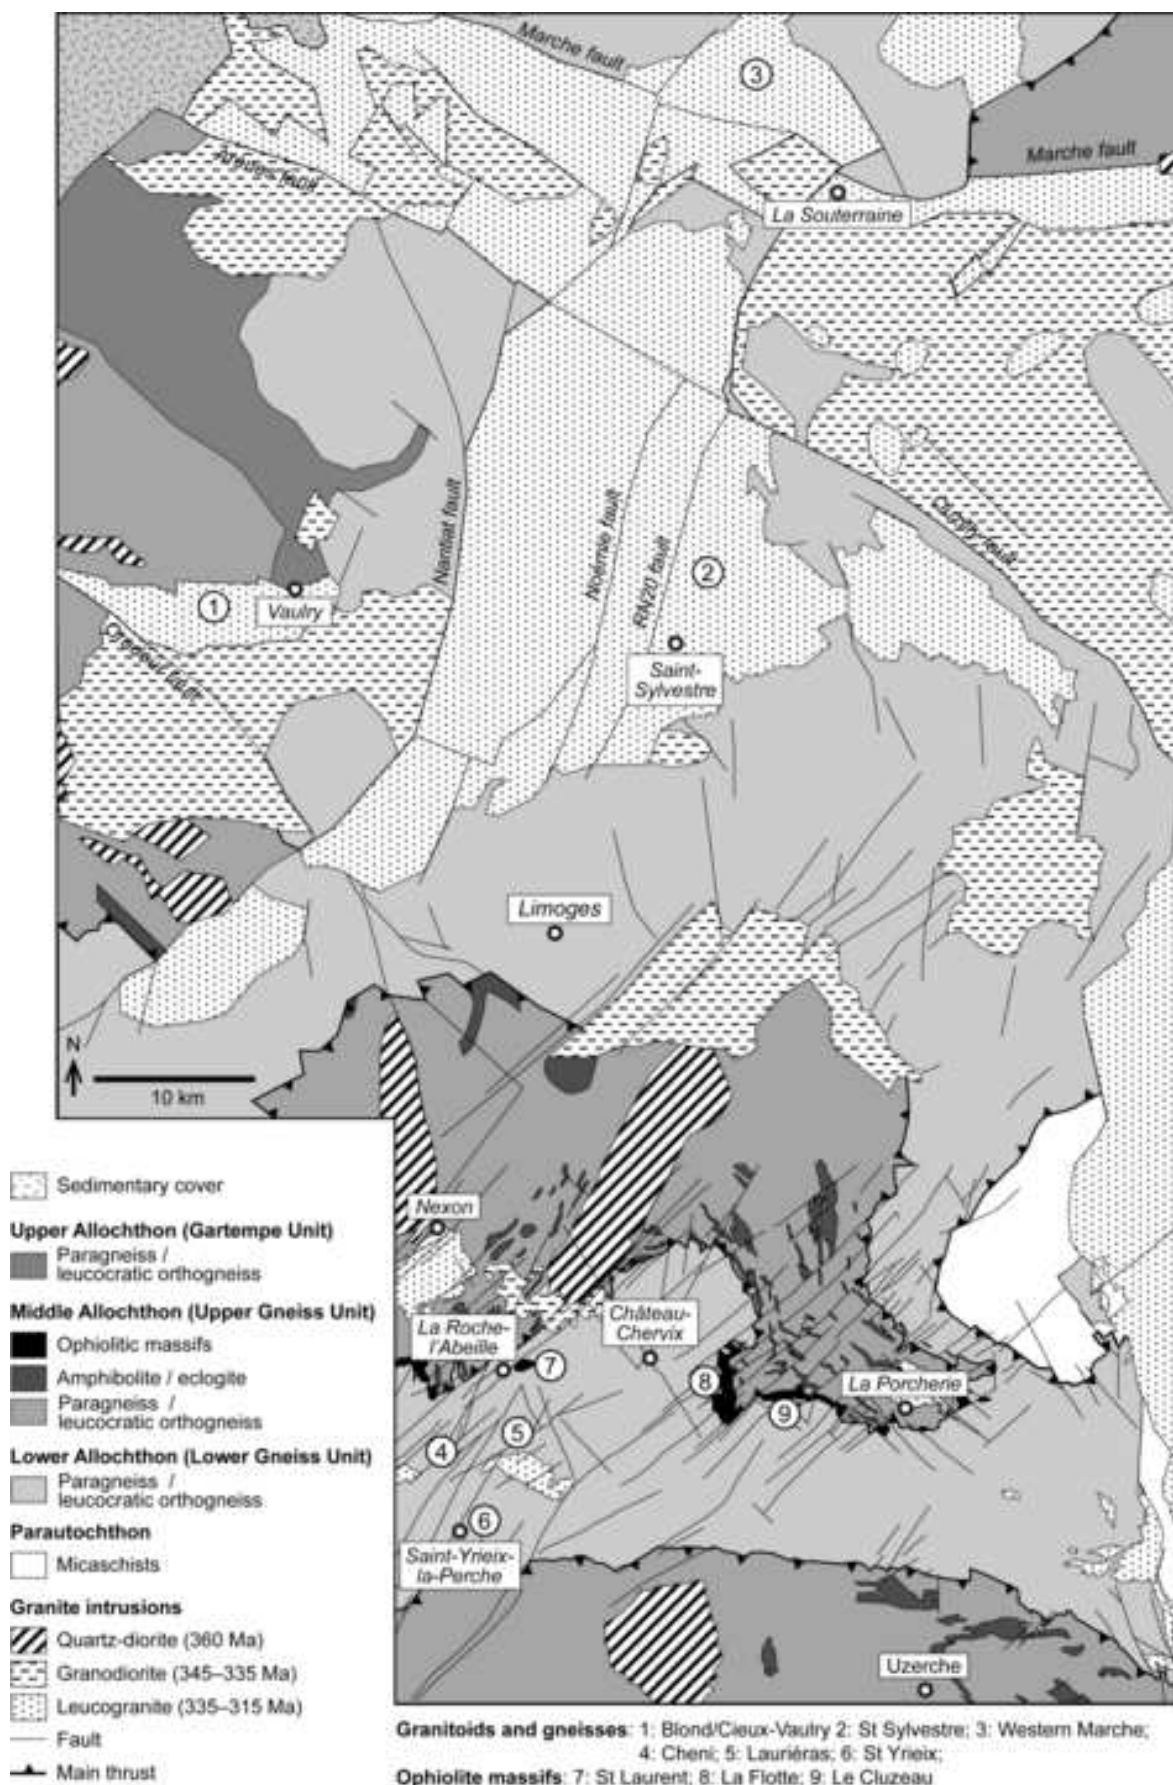 Marche fault
3
Arènes fault
Marche fault
La Souterraine
Nantiat fault
Noémie fault
RN20 fault
2
Ouzilly fault
1
Vaulry
Oradour fault
Saint-
Sylvestre
Limoges
N
10 km
Nexon
Château-
Chervix
La Roche-
l'Abeille
7
8
La Porcherie
9
5
4
6
Saint-Yrieix-
la-Perche
Uzerche
Sedimentary cover
Upper Allochthon (Gartempe Unit)
Paragneiss /
leucocratic orthogneiss
Middle Allochthon (Upper Gneiss Unit)
Ophiolitic massifs
Amphibolite / eclogite
Paragneiss /
leucocratic orthogneiss
Lower Allochthon (Lower Gneiss Unit)
Paragneiss /
leucocratic orthogneiss
Parautochthon
Micaschists
Granite intrusions
Quartz-diorite (360 Ma)
Granodiorite (345–335 Ma)
Leucogranite (335–315 Ma)
Fault
Main thrust
Granitoids and gneisses: 1: Blond/Cieux-Vaulry 2: St Sylvestre; 3: Western Marche;
4: Cheni; 5: Lauriéras; 6: St Yrieix;
Ophiolite massifs: 7: St Laurent; 8: La Flotte; 9: Le Cluzeau